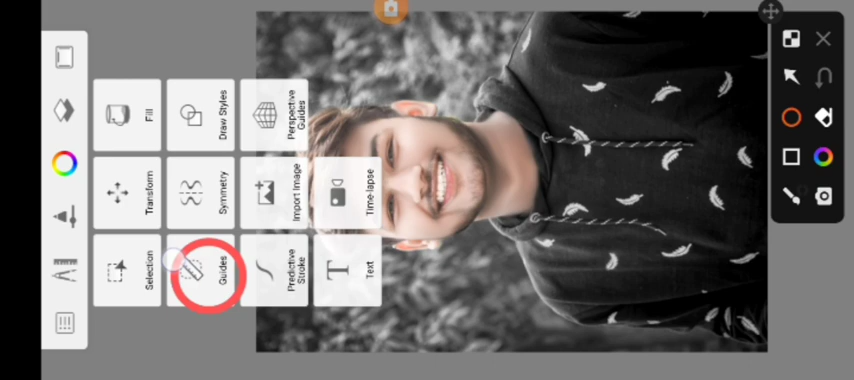 Selection
Transform
Fill
Guides
Symmetry
Draw Styles
Predictive
Stroke
Import Image
Perspective
Guides
Text
Time-lapse